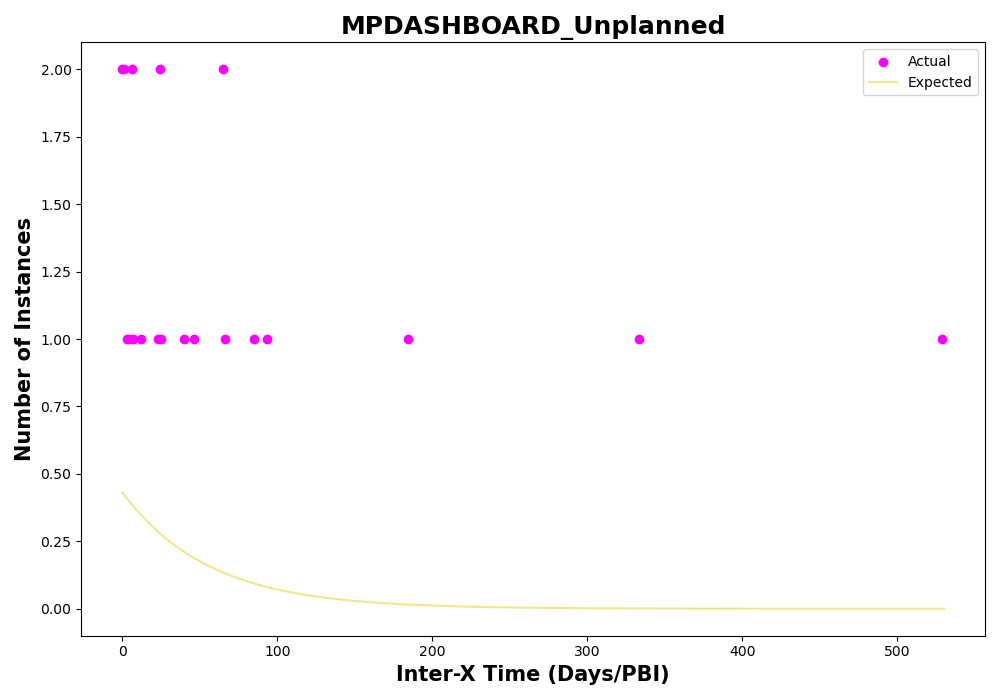 MPDASHBOARD_Unplanned
Actual
Expected
2.00
1.75
1.50
1.25
1.00
0.75
0.50
0.25
0.00
Number of Instances
0 100 200 300 400 500
Inter-X Time (Days/PBI)